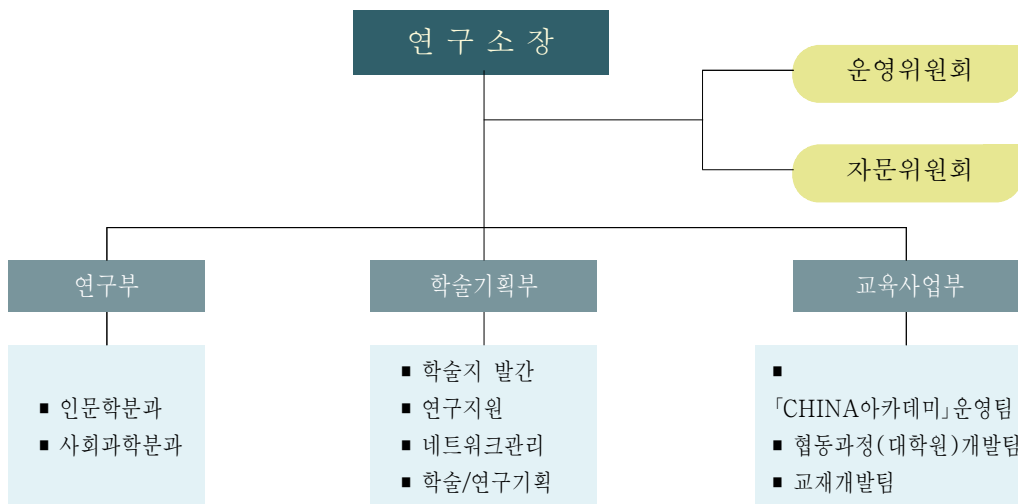 연 구 소 장
운영위원회
자문위원회
연구부
학술기획부
교육사업부
■ 인문학분과
■ 사회과학분과
■ 학술지 발간
■ 연구지원
■ 네트워크관리
■ 학술/연구기획
■
「CHINA아카데미」운영팀
■ 협동과정(대학원)개발팀
■ 교재개발팀